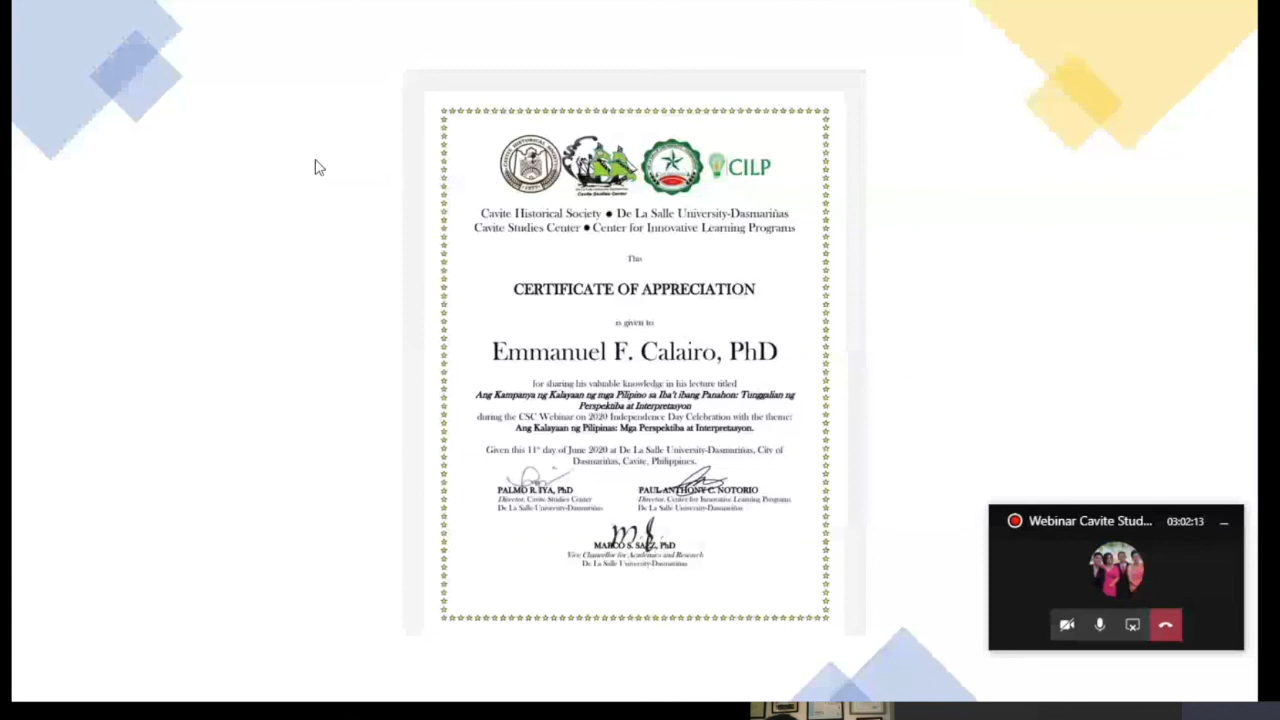 CILP
Cavite Studies Center
Cavite Historical Society ● De La Salle University-Dasmariñas
Cavite Studies Center ● Center for Innovative Learning Programs
This
CERTIFICATE OF APPRECIATION
is given to
Emmanuel F. Calairo, PhD
for sharing his valuable knowledge in his lecture titled
Ang Kampanya ng Kalayaan ng mga Pilipino sa Iba't ibang Panahon: Tunggalian ng
Perspektiba at Interpretasyon
during the CSC Webinar on 2020 Independence Day Celebration with the theme:
Ang Kalayaan ng Pilipinas: Mga Perspektiba at Interpretasyon.
Given this 11th day of June 2020 at De La Salle University-Dasmariñas, City of
Dasmariñas, Cavite, Philippines.
PALMO R. IYA, PhD
Director, Cavite Studies Center
De La Salle University-Dasmariñas
PAUL ANTHONY C. NOTORIO
Director, Center for Innovative Learning Programs
De La Salle University-Dasmariñas
MARCO S. SAEZ, PhD
Vice Chancellor for Academics and Research
De La Salle University-Dasmariñas
Webinar Cavite Stud... 03:02:13